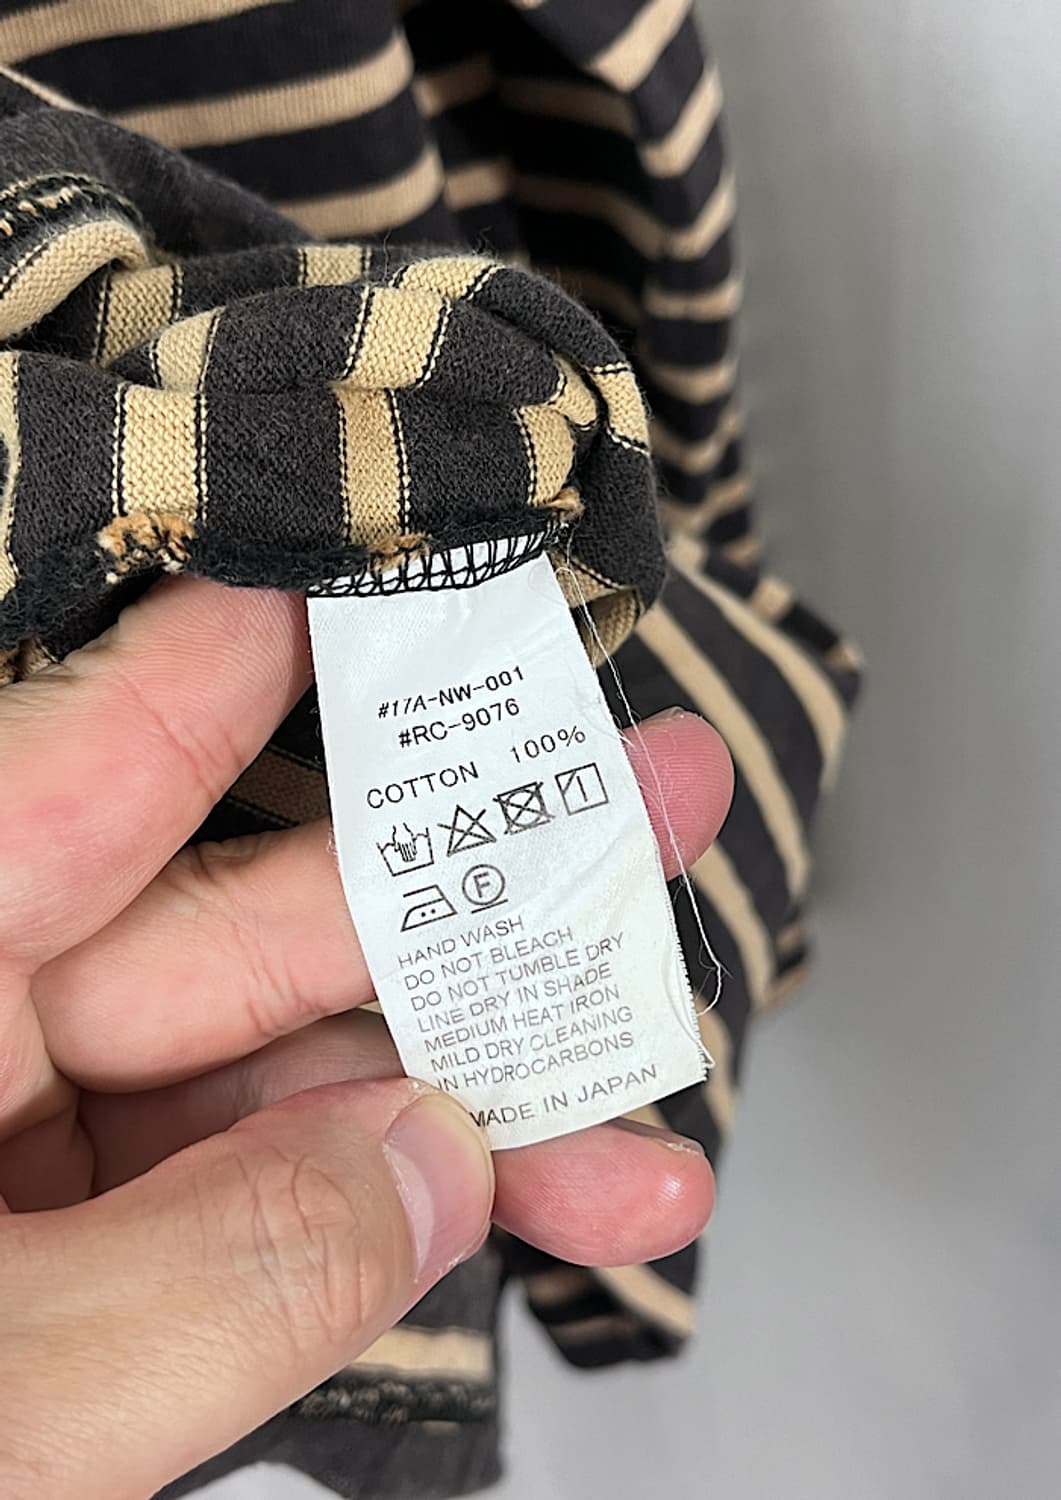 #17A-NW-001
#RC-9076
COTTON 100%
F
HAND WASH
DO NOT BLEACH
DO NOT TUMBLE DRY
LINE DRY IN SHADE
MEDIUM HEAT IRON
MILD DRY CLEANING
IN HYDROCARBONS
MADE IN JAPAN